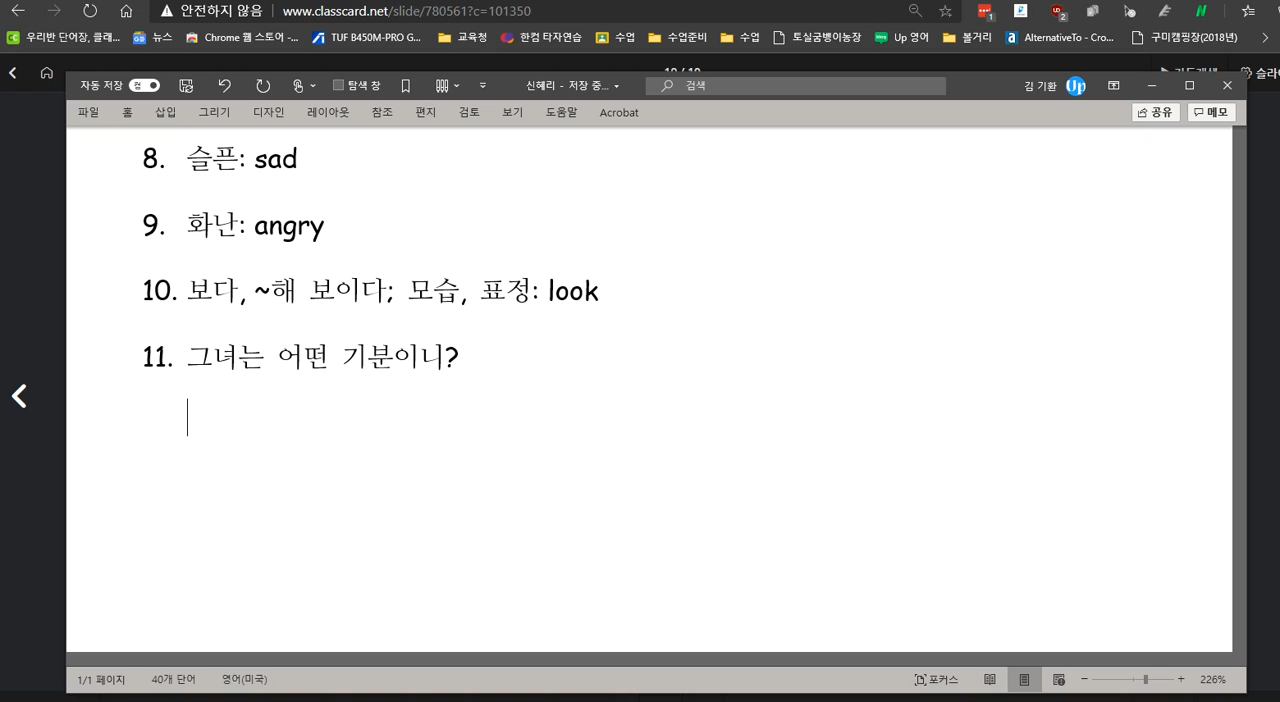 안전하지 않음 www.classcard.net/slide/780561?c=101350
우리반 단어장, 클래... 뉴스 Chrome 웹 스토어 -... TUF B450M-PRO G... 교육청 한컴 타자연습 수업 수업준비 수업 토실굼벵이농장 Up 영어 볼거리 AlternativeTo - Cro... 구미캠핑장(2018년)
자동 저장 탐색 창 신혜리 - 저장 중... 검색 김 기환 Up
파일 홈 삽입 그리기 디자인 레이아웃 참조 편지 검토 보기 도움말 Acrobat 공유 메모
8. 슬픈: sad
9. 화난: angry
10. 보다, ~해 보이다; 모습, 표정: look
11. 그녀는 어떤 기분이니?
1/1 페이지 40개 단어 영어(미국) 포커스 226%